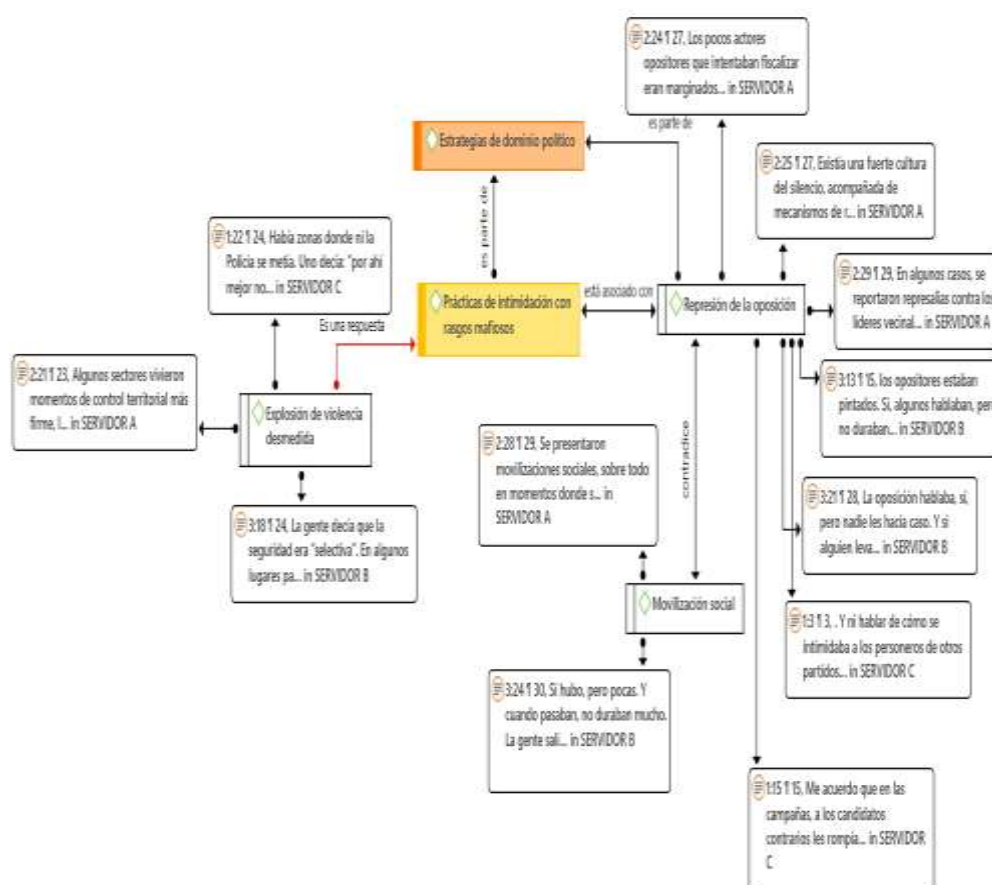 2:24 ¶ 27, Los pocos actores
opositores que intentaban fiscalizar
eran marginados... in SERVIDOR A
es parte de
Estrategias de dominio político
2:25 ¶ 27, Existía una fuerte cultura
del silencio, acompañada de
mecanismos de r... in SERVIDOR A
es parte de
1:22 ¶ 24, Había zonas donde ni la
Policía se metía. Uno decía: "por ahí
mejor no... in SERVIDOR C
2:29 ¶ 29, En algunos casos, se
reportaron represalias contra los
líderes vecinal... in SERVIDOR A
Prácticas de intimidación con
rasgos mafiosos
está asociado con
Represión de la oposición
Es una respuesta
2:21 ¶ 23, Algunos sectores vivieron
momentos de control territorial más
firme, l... in SERVIDOR A
Explosión de violencia
desmedida
3:13 ¶ 15, los opositores estaban
pintados. Sí, algunos hablaban, per
no duraban... in SERVIDOR B
2:28 ¶ 29, Se presentaron
movilizaciones sociales, sobre todo
en momentos donde s... in
SERVIDOR A
contradice
3:21 ¶ 28, La oposición hablaba, sí,
pero nadie les hacía caso. Y si
alguien leva... in SERVIDOR B
3:18 ¶ 24, La gente decía que la
seguridad era "selectiva". En algunos
lugares pa... in SERVIDOR B
Movilización social
1:3 ¶ 3, . Y ni hablar de cómo se
intimidaba a los personeros de otros
partidos... in SERVIDOR C
3:24 ¶ 30, Sí hubo, pero pocas. Y
cuando pasaban, no duraban mucho.
La gente salí... in SERVIDOR B
1:15 ¶ 15, Me acuerdo que en las
campañas, a los candidatos
contrarios les rompía... in SERVIDOR
C